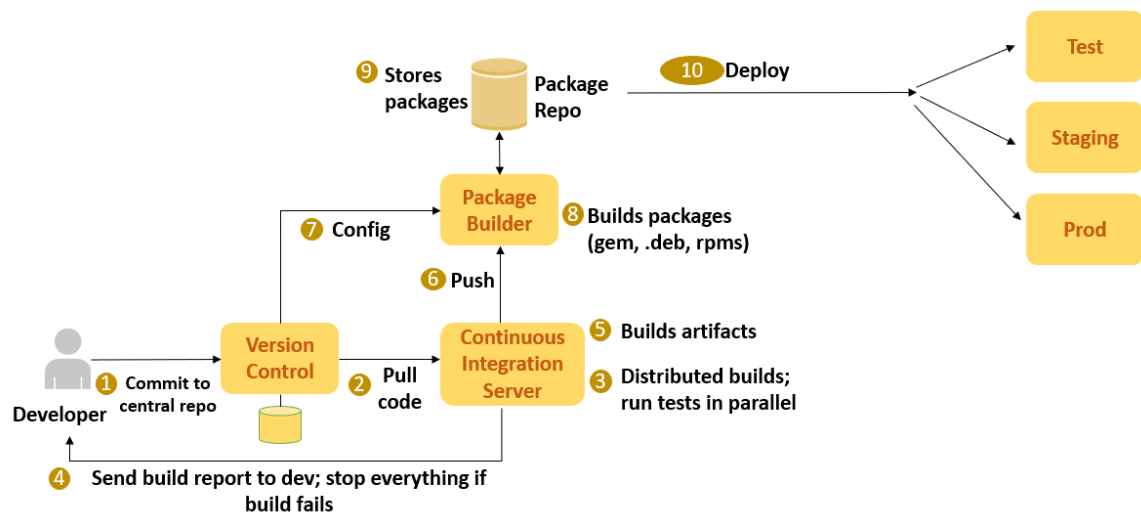 Test
9 Stores
packages
Package
Repo
10 Deploy
Staging
Package
Builder
8 Builds packages
(gem, .deb, rpms)
Prod
7 Config
6 Push
Version
Control
Continuous
Integration
Server
5 Builds artifacts
3 Distributed builds;
run tests in parallel
2 Pull
code
1 Commit to
central repo
Developer
4 Send build report to dev; stop everything if
build fails